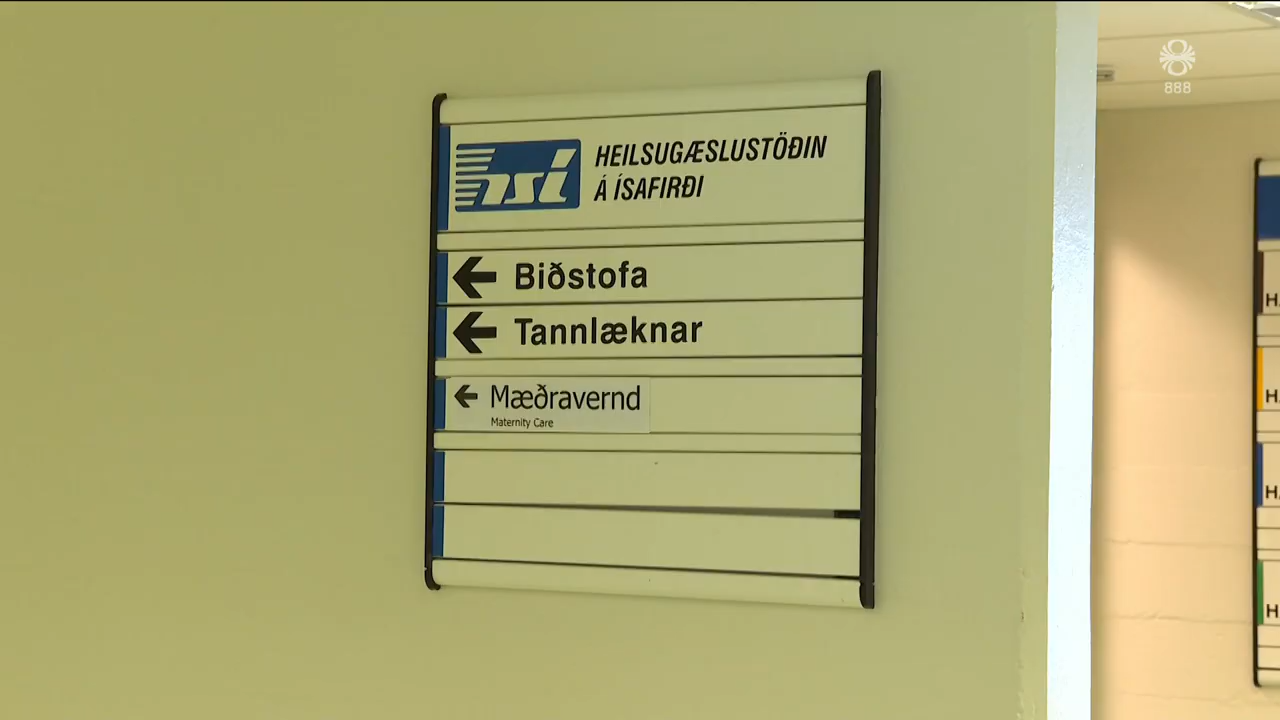 888
hsí
HEILSUGÆSLUSTÖÐIN
Á ÍSAFIRÐI
Biðstofa
Tannlæknar
Mæðravernd
Maternity Care
H
H
H
H